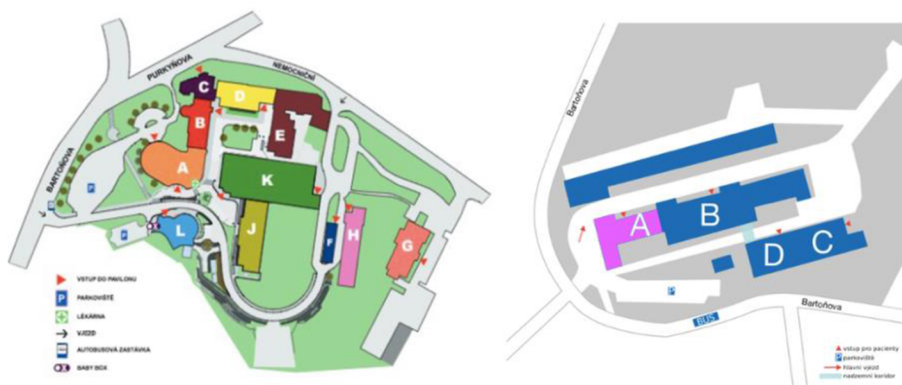 PURKYŇOVA
NEMOCNIČNÍ
BARTOŇOVA
C
D
B
E
A
K
J
L
F
H
G
P
P
VSTUP DO PAVILONU
P PARKOVIŠTĚ
LÉKÁRNA
VJEZD
AUTOBUSOVÁ ZASTÁVKA
BABY BOX
Bartoňova
A
B
D
C
P
BUS
Bartoňova
vstup pro pacienty
P parkoviště
hlavní vjezd
nadzemní koridor